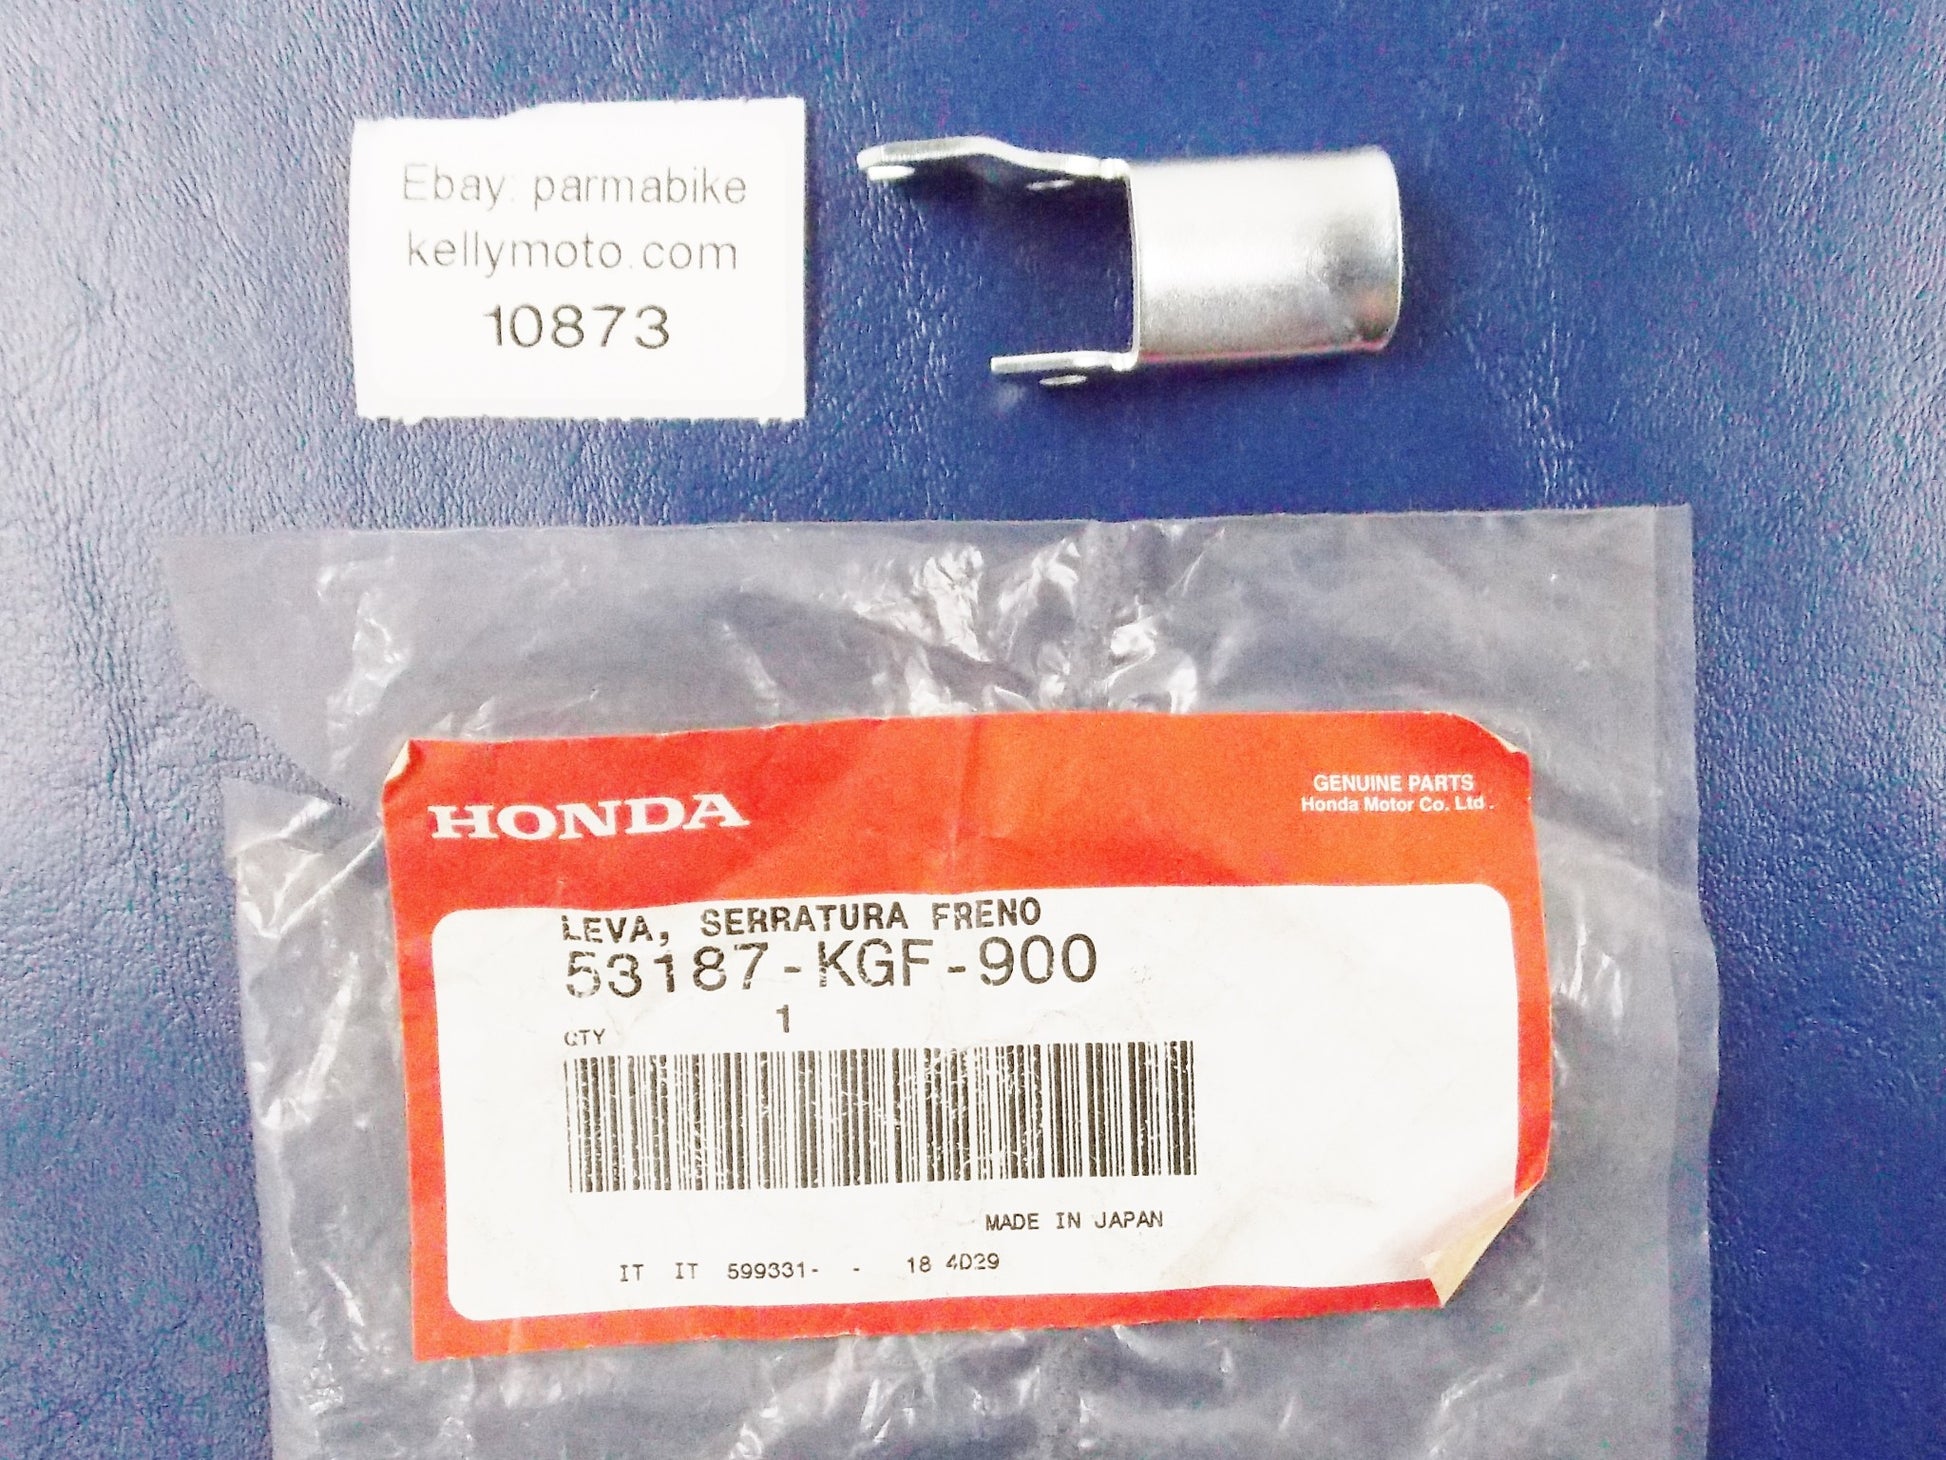 Ebay: parmabike
kellymoto.com
10873
HONDA
GENUINE PARTS
Honda Motor Co. Ltd.
LEVA, SERRATURA FRENO
53187-KGF-900
QTY 1
MADE IN JAPAN
IT IT 599331- - 18 4D29